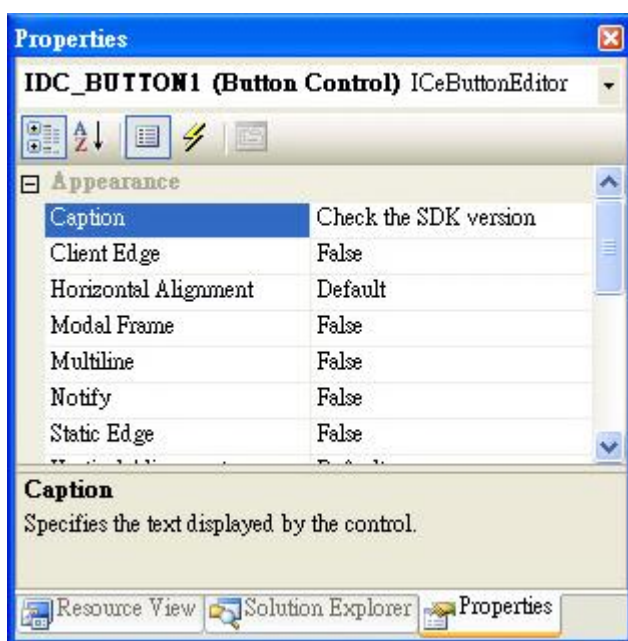 Properties
IDC_BUTTON1 (Button Control) ICeButtonEditor
Appearance
Caption Check the SDK version
Client Edge False
Horizontal Alignment Default
Modal Frame False
Multiline False
Notify False
Static Edge False
Caption
Specifies the text displayed by the control.
Resource View Solution Explorer Properties